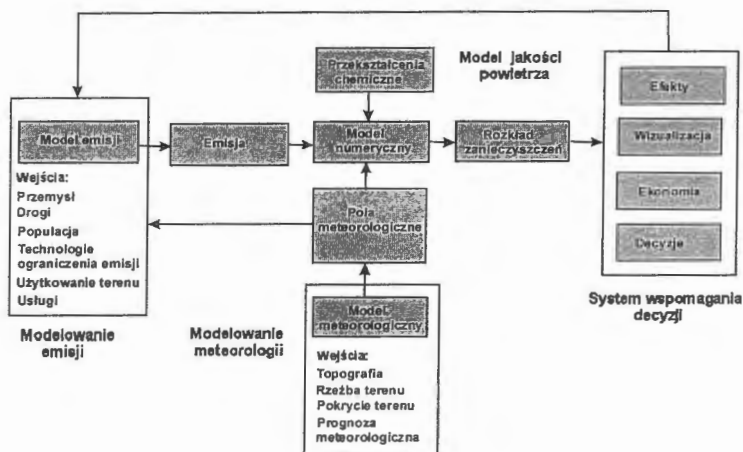 Przekształcenia
chemiczne
Model jakości
powietrza
Efekty
Model emisji
Emisja
Model
numeryczny
Rozkład
zanieczyszczeń
Wizualizacja
Wejścia:
Przemysł
Drogi
Populacja
Technologie
ograniczenia emisji
Użytkowanie terenu
Usługi
Pola
meteorologiczne
Ekonomia
Decyzje
System wspomagania
decyzji
Modelowanie
emisji
Modelowanie
meteorologii
Model
meteorologiczny
Wejścia:
Topografia
Rzeźba terenu
Pokrycie terenu
Prognoza
meteorologiczna